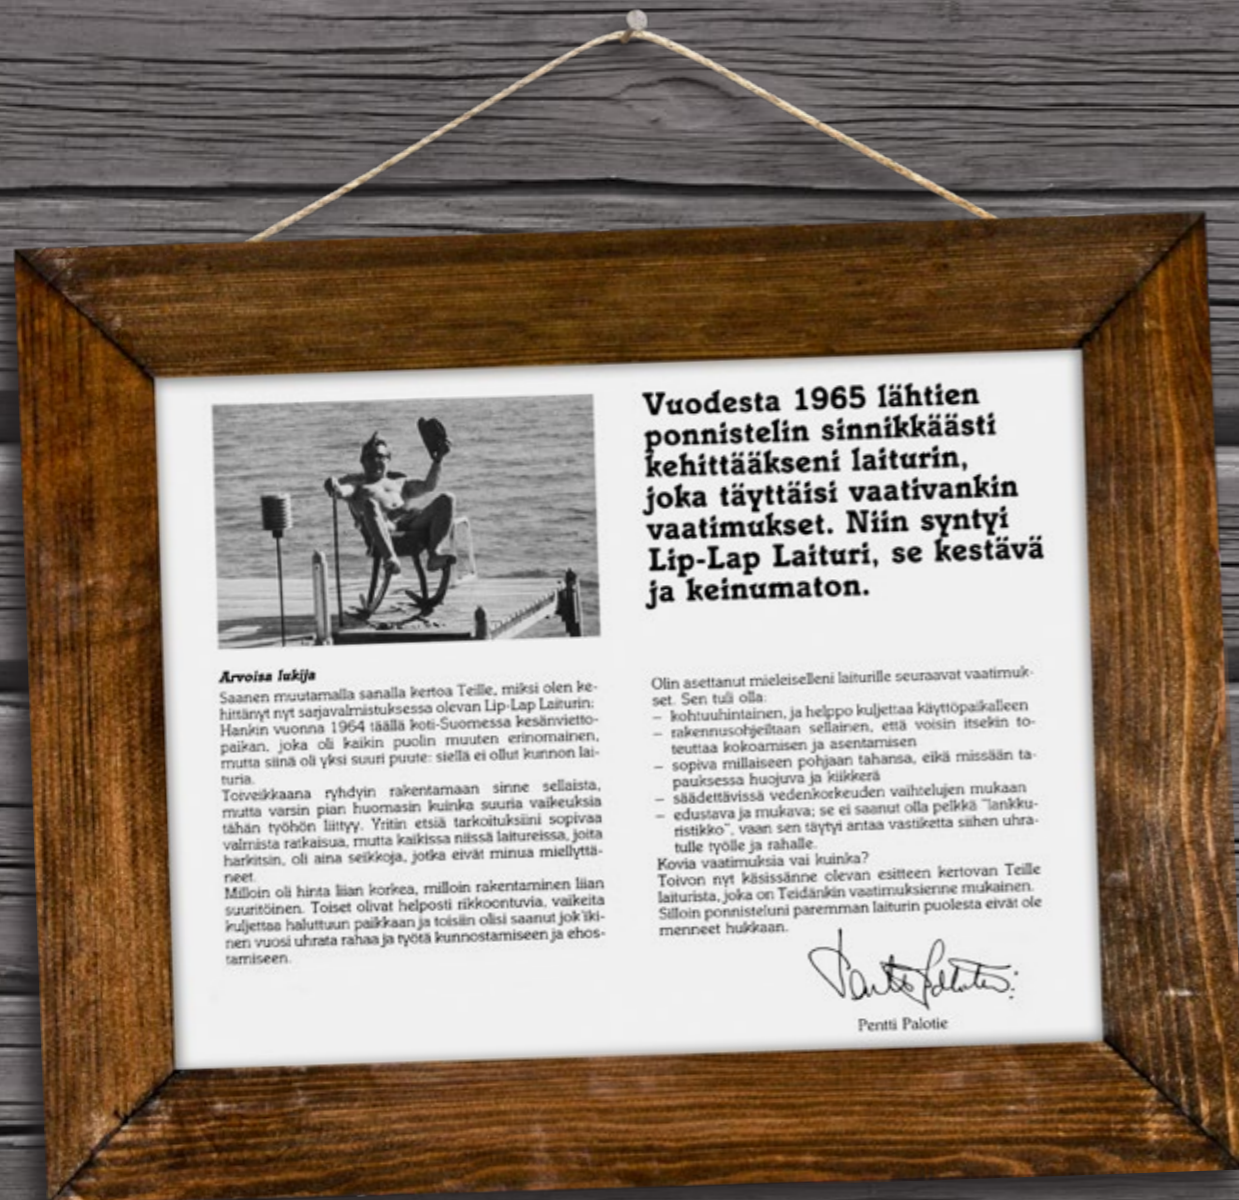 Vuodesta 1965 lähtien
ponnistelin sinnikkäästi
kehittääkseni laiturin,
joka täyttäisi vaativankin
vaatimukset. Niin syntyi
Lip-Lap Laituri, se kestävä
ja keinumaton.
Arvoisa lukija
Saanen muutamalla sanalla kertoa Teille, miksi olen ke-
hittänyt nyt sarjavalmistuksessa olevan Lip-Lap Laiturin:
Hankin vuonna 1964 täällä koti-Suomessa kesänvietto-
paikan, joka oli kaikin puolin muuten erinomainen,
mutta siinä oli yksi suuri puute: siellä ei ollut kunnon lai-
turia.
Toiveikkaana ryhdyin rakentamaan sinne sellaista,
mutta varsin pian huomasin kuinka suuria vaikeuksia
tähän työhön liittyy. Yritin etsiä tarkoituksiini sopivaa
valmista ratkaisua, mutta kaikissa niissä laitureissa, joita
harkitsin, oli aina seikkoja, jotka eivät minua miellyttä-
neet.
Milloin oli hinta liian korkea, milloin rakentaminen liian
suuritöinen. Toiset olivat helposti rikkoontuvia, vaikeita
kuljettaa haluttuun paikkaan ja toisiin olisi saanut jok'iki-
nen vuosi uhrata rahaa ja työtä kunnostamiseen ja ehos-
tamiseen.
Olin asettanut mieleiselleni laiturille seuraavat vaatimuk-
set. Sen tuli olla:
– kohtuuhintainen, ja helppo kuljettaa käyttöpaikalleen
– rakennusohjeiltaan sellainen, että voisin itsekin to-
teuttaa kokoamisen ja asentamisen
– sopiva millaiseen pohjaan tahansa, eikä missään ta-
pauksessa huojuva ja kiikkerä
– säädettävissä vedenkorkeuden vaihtelujen mukaan
– edustava ja mukava; se ei saanut olla pelkkä "lankku-
ristikko", vaan sen täytyi antaa vastiketta siihen uhra-
tulle työlle ja rahalle.
Kovia vaatimuksia vai kuinka?
Toivon nyt käsissänne olevan esitteen kertovan Teille
laiturista, joka on Teidänkin vaatimuksienne mukainen.
Silloin ponnisteluni paremman laiturin puolesta eivät ole
menneet hukkaan.
Pentti Palotie
Pentti Palotie